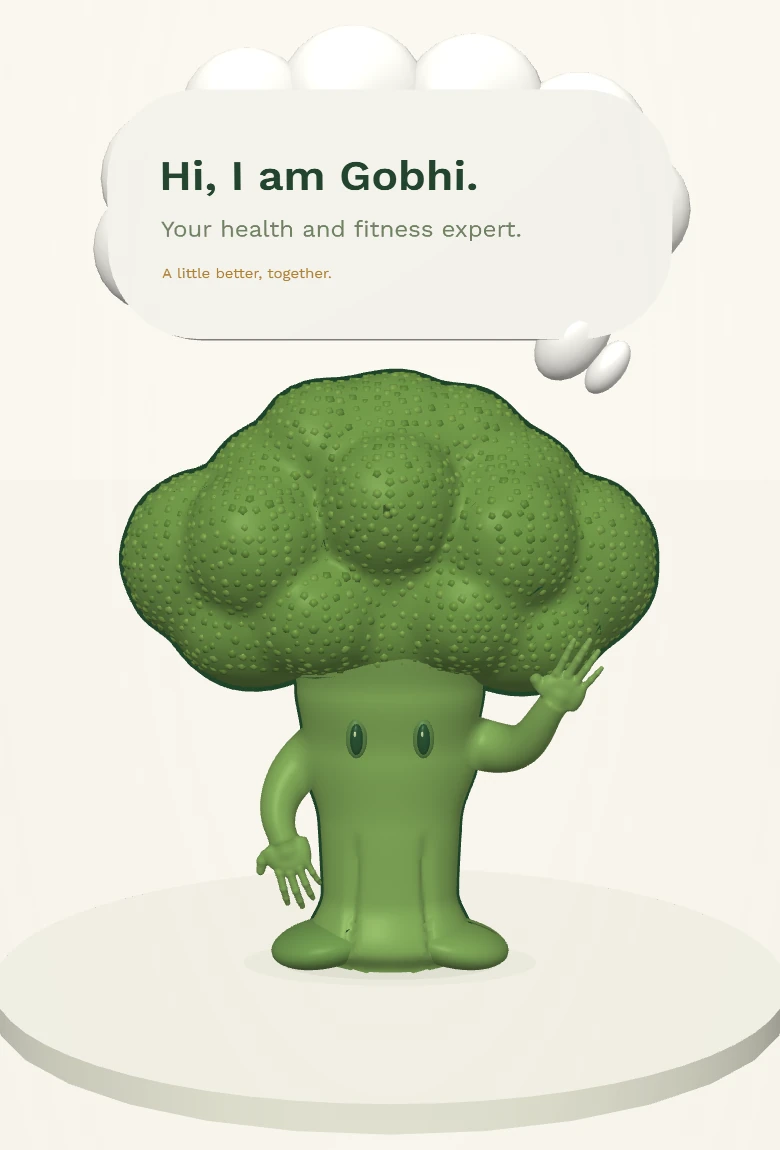 Hi, I am Gobhi.
Your health and fitness expert.
A little better, together.